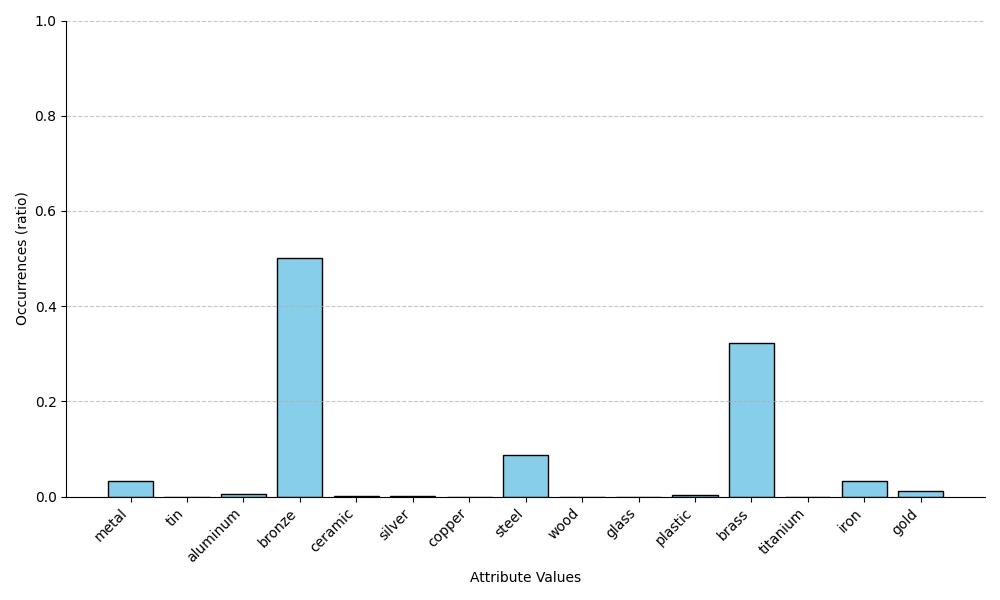 1.0
0.8
0.6
0.4
0.2
0.0
Occurrences (ratio)
metal
tin
aluminum
bronze
ceramic
silver
copper
steel
wood
glass
plastic
brass
titanium
iron
gold
Attribute Values